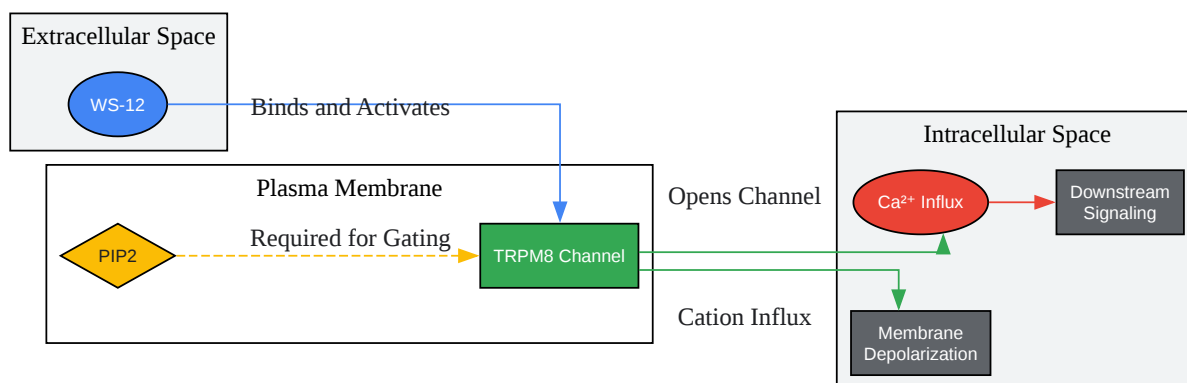 Extracellular Space
WS-12
Binds and Activates
Plasma Membrane
PIP2
Required for Gating
TRPM8 Channel
Opens Channel
Cation Influx
Intracellular Space
Ca²⁺ Influx
Downstream
Signaling
Membrane
Depolarization